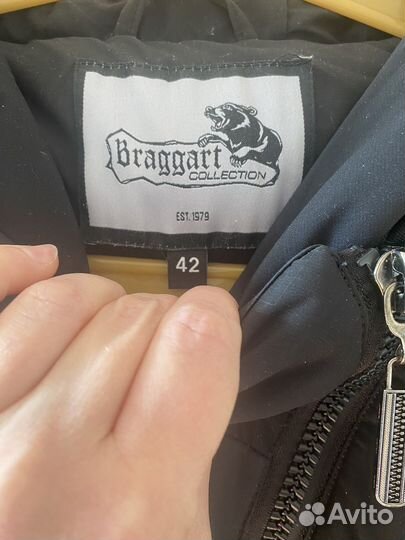 Braggart
COLLECTION
EST. 1979
42
Avito